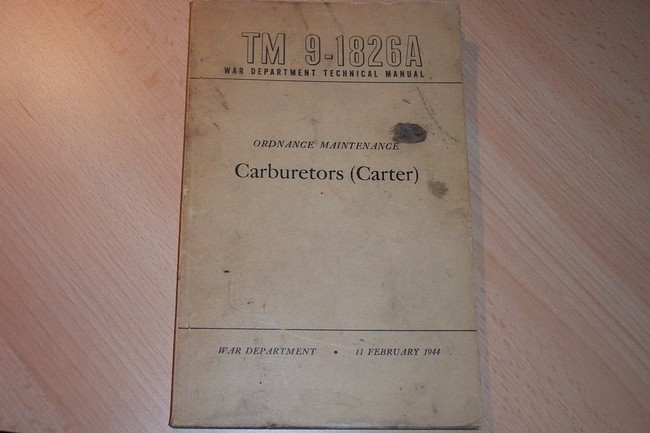 TM 9-1826A
WAR DEPARTMENT TECHNICAL MANUAL
ORDNANCE MAINTENANCE
Carburetors (Carter)
WAR DEPARTMENT • 11 FEBRUARY 1944